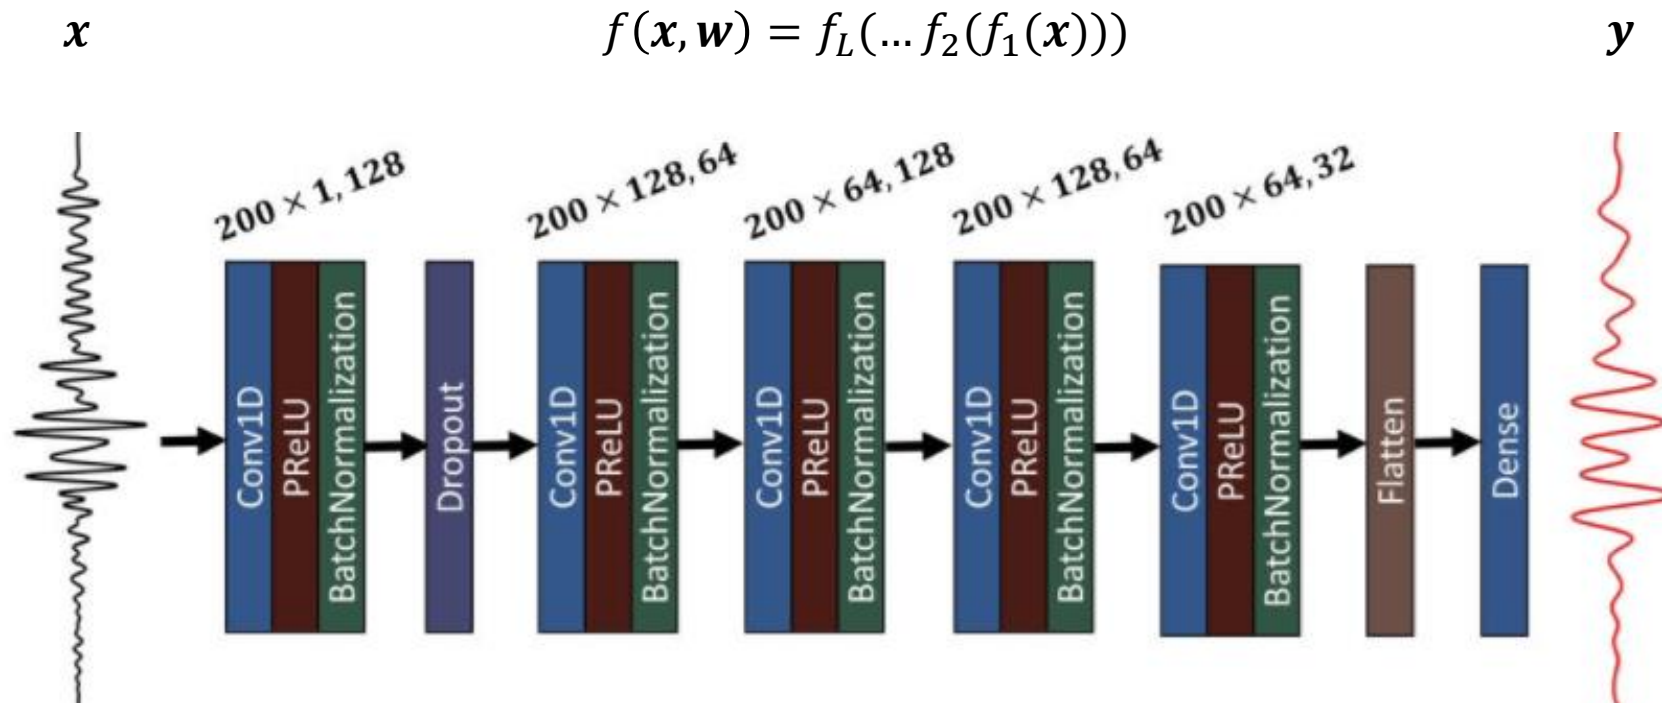 x
f(x, w) = f_L(… f_2(f_1(x)))
y
200 × 1, 128
200 × 128, 64
200 × 64, 128
200 × 128, 64
200 × 64, 32
Conv1D
PReLU
BatchNormalization
Dropout
Conv1D
PReLU
BatchNormalization
Conv1D
PReLU
BatchNormalization
Conv1D
PReLU
BatchNormalization
Conv1D
PReLU
BatchNormalization
Flatten
Dense